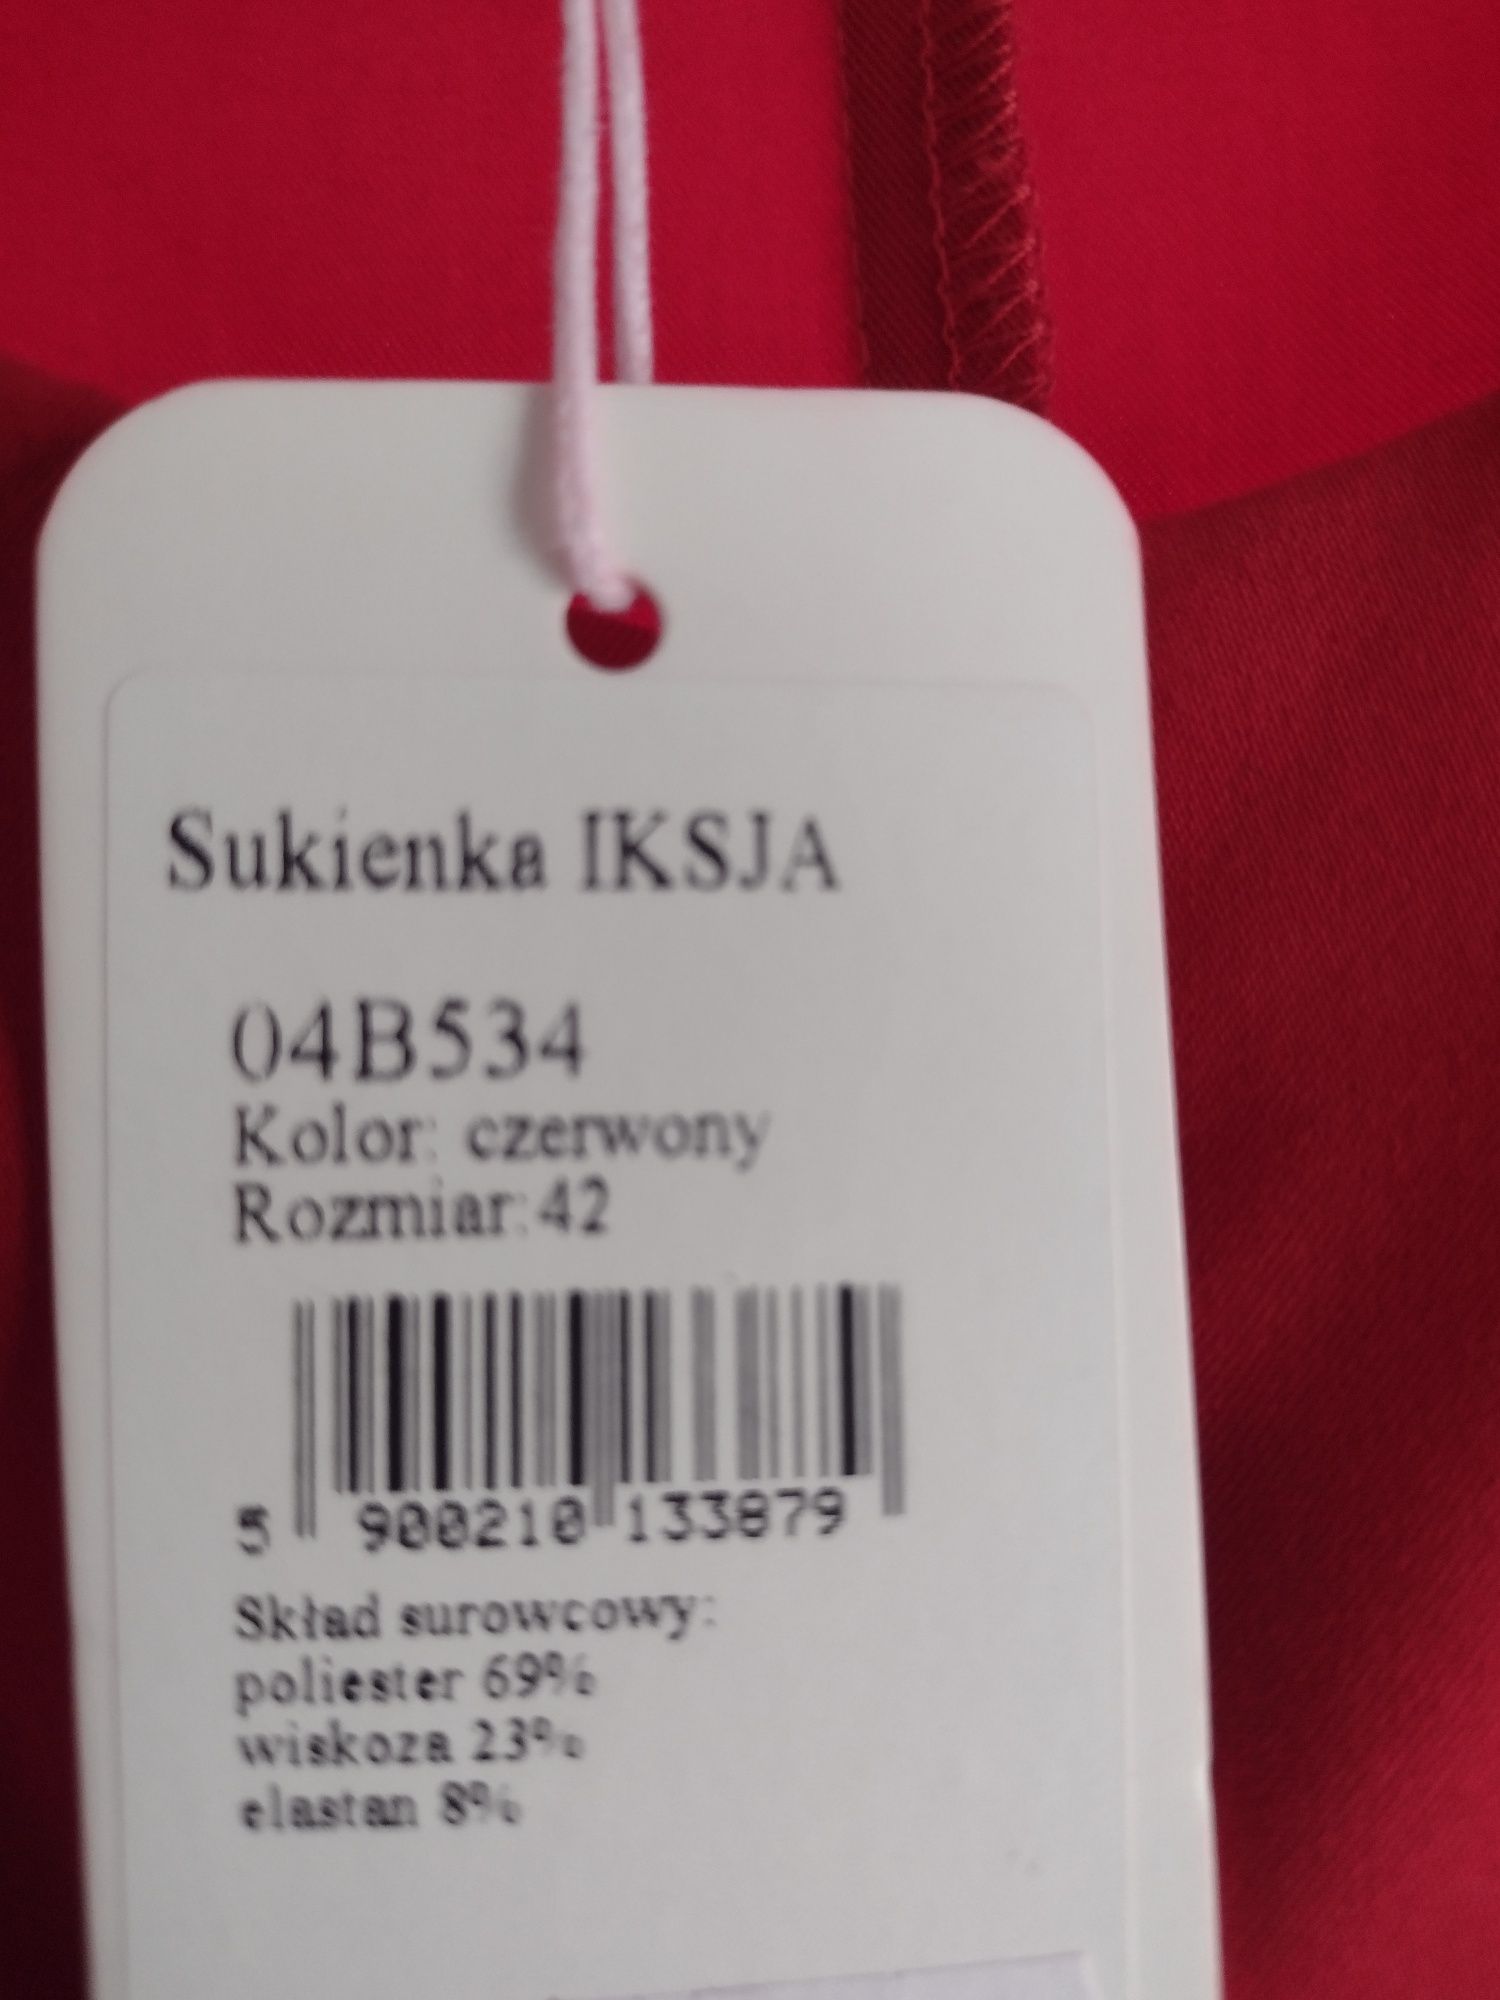 Sukienka IKSJA
04B534
Kolor: czerwony
Rozmiar:42
5 900210 133879
Skład surowcowy:
poliester 69%
wiskoza 23%
elastan 8%